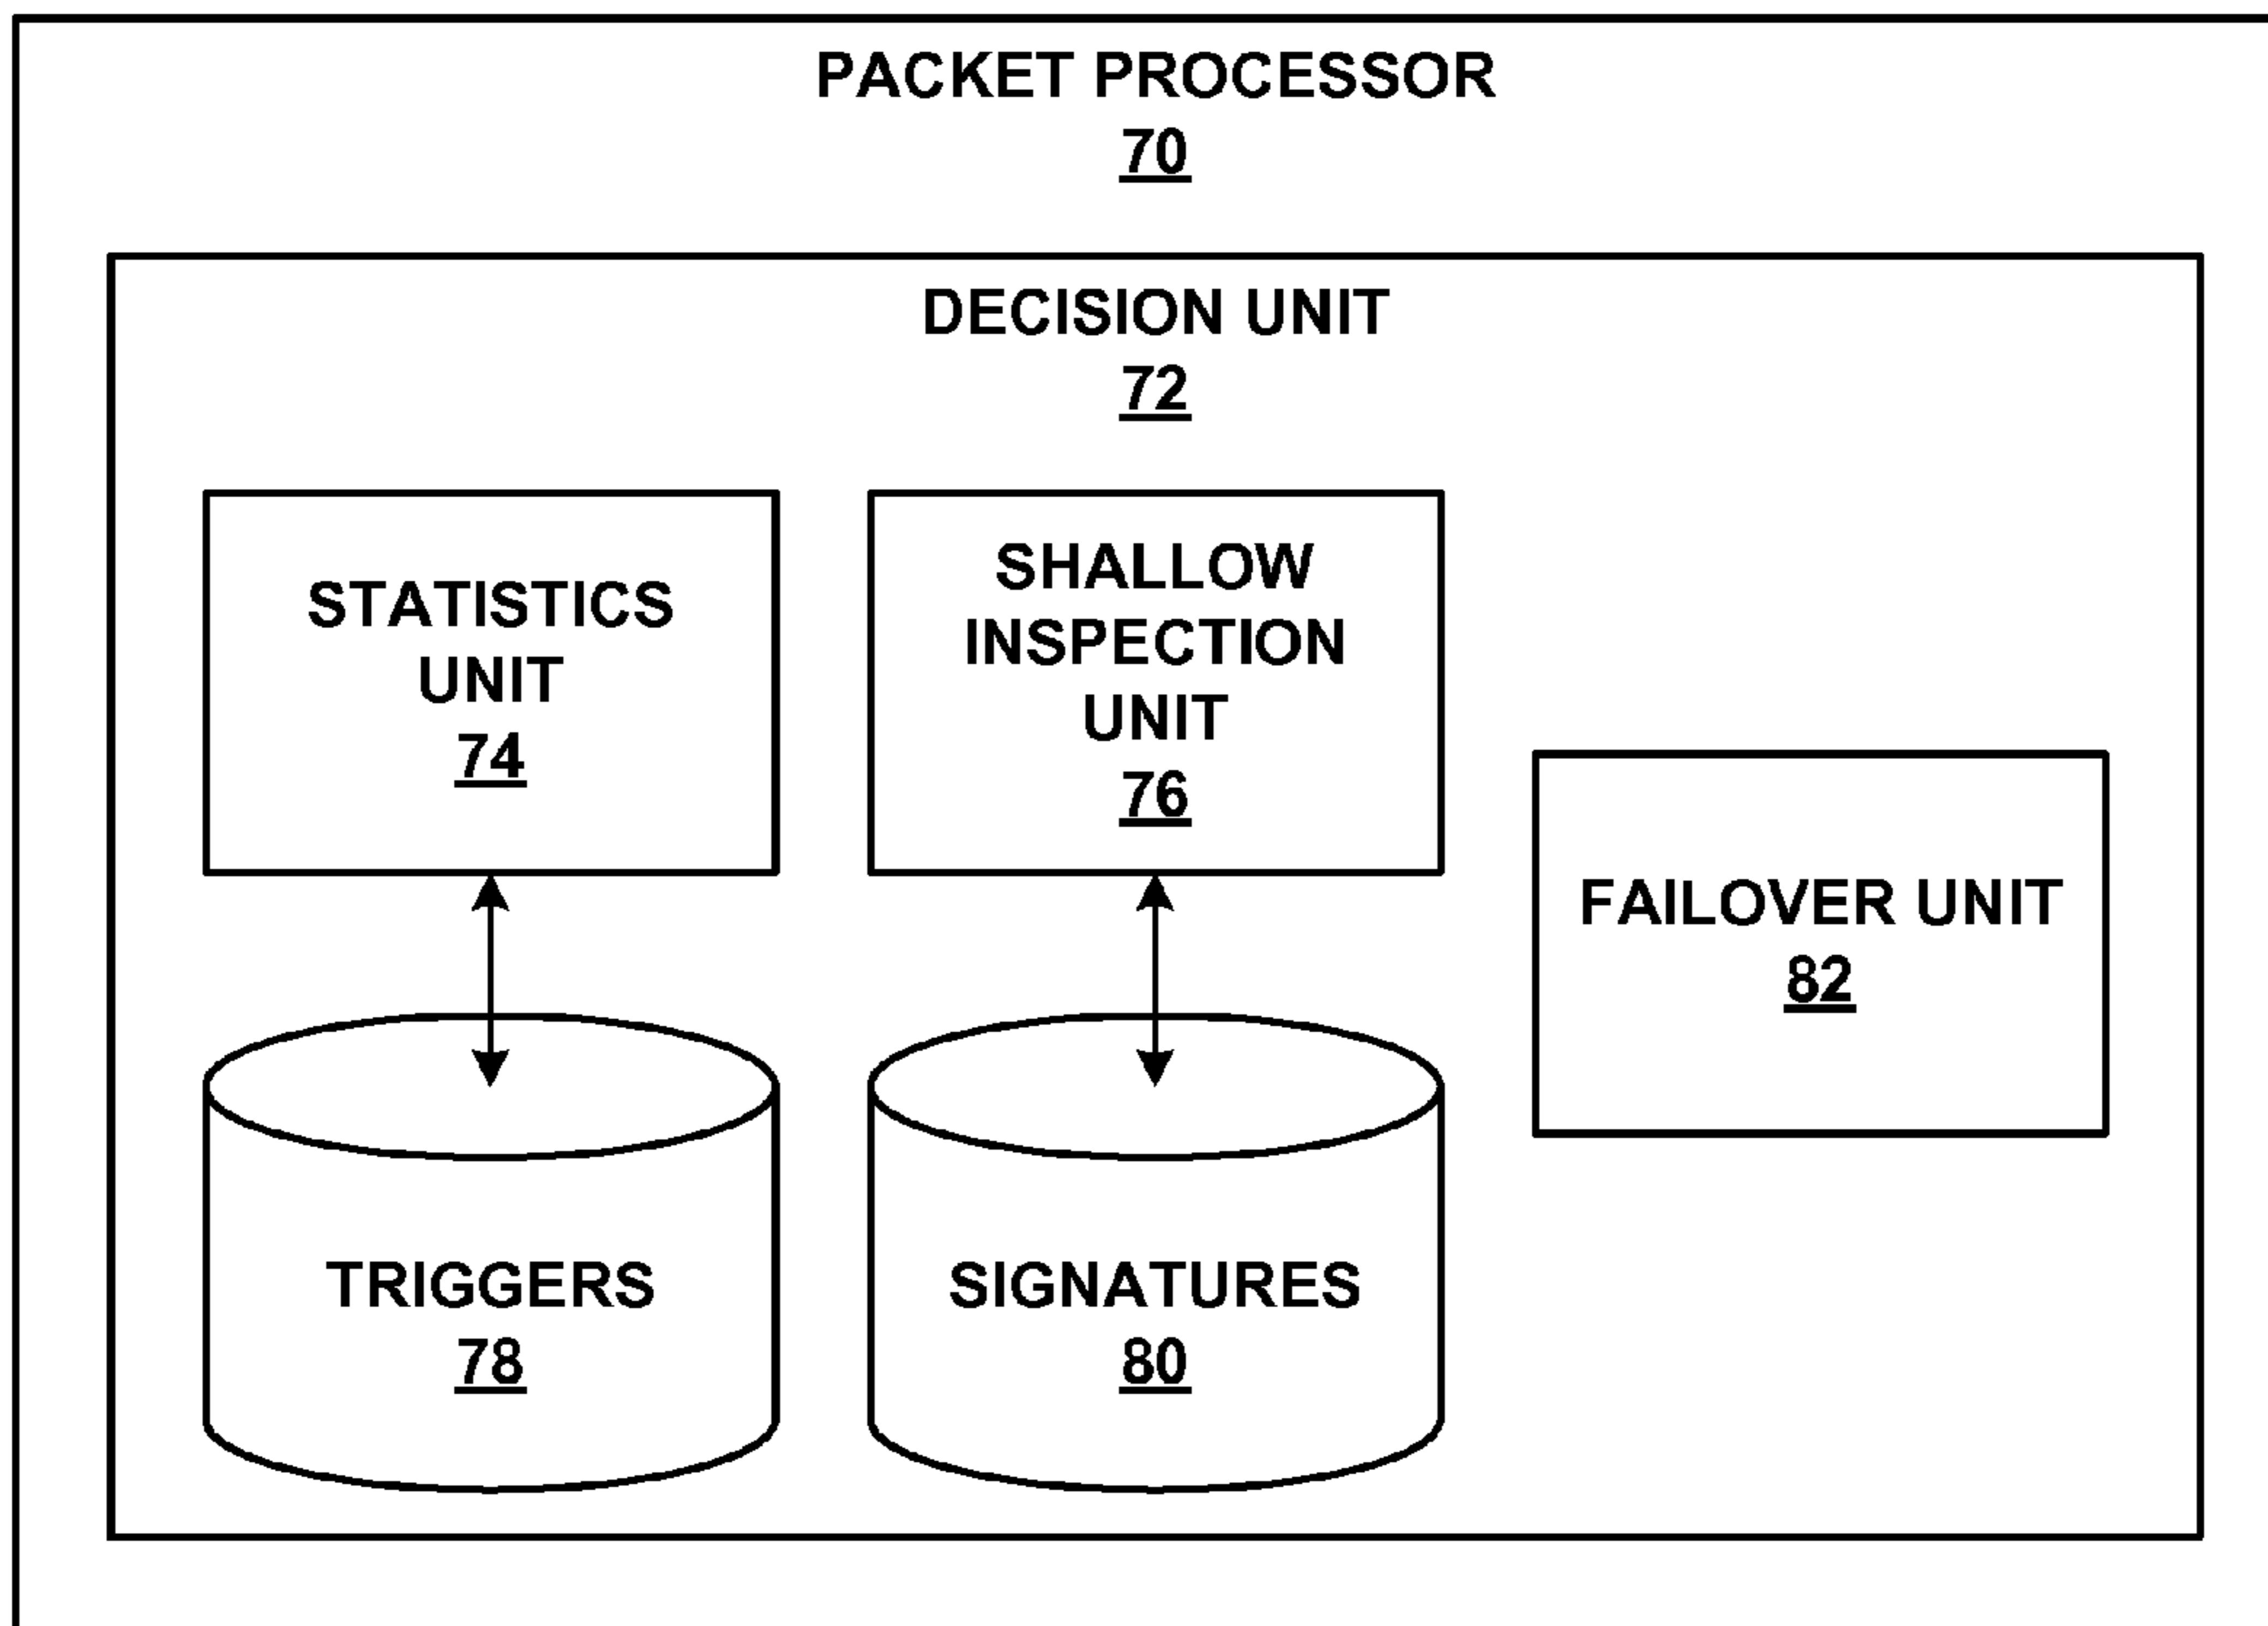 PACKET PROCESSOR
70
DECISION UNIT
72
STATISTICS
UNIT
74
SHALLOW
INSPECTION
UNIT
76
FAILOVER UNIT
82
TRIGGERS
78
SIGNATURES
80